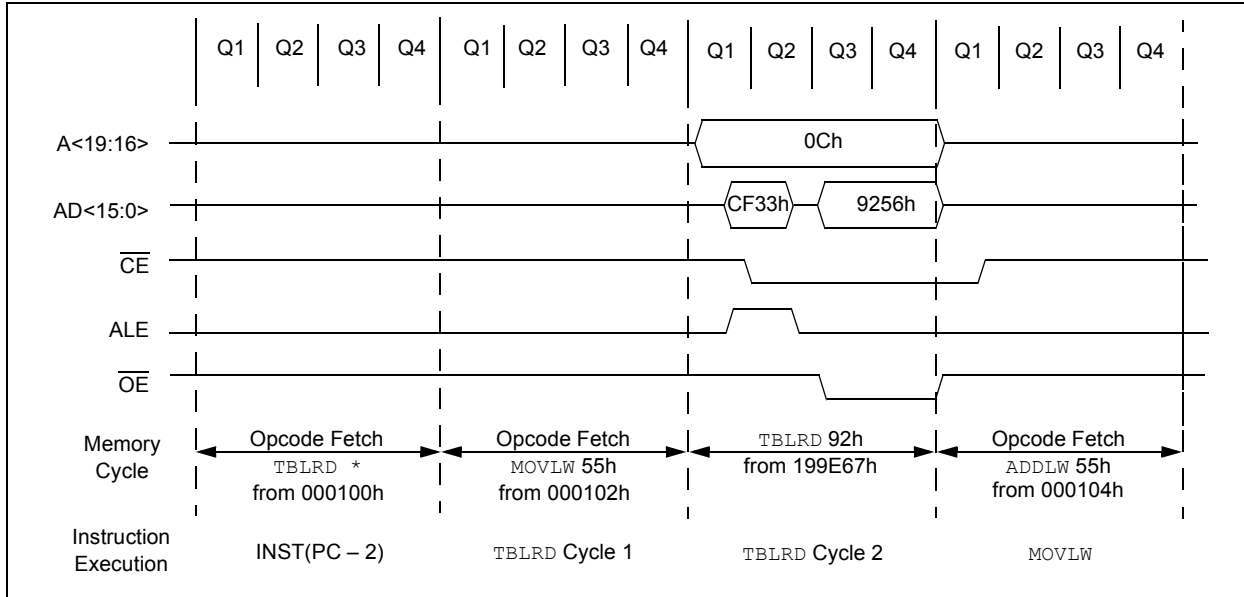 Q1 Q2 Q3 Q4 Q1 Q2 Q3 Q4 Q1 Q2 Q3 Q4 Q1 Q2 Q3 Q4
A<19:16>
0Ch
AD<15:0>
CF33h
9256h
CE
ALE
OE
Memory
Cycle
Opcode Fetch
TBLRD *
from 000100h
Opcode Fetch
MOVLW 55h
from 000102h
TBLRD 92h
from 199E67h
Opcode Fetch
ADDLW 55h
from 000104h
Instruction
Execution
INST(PC – 2)
TBLRD Cycle 1
TBLRD Cycle 2
MOVLW